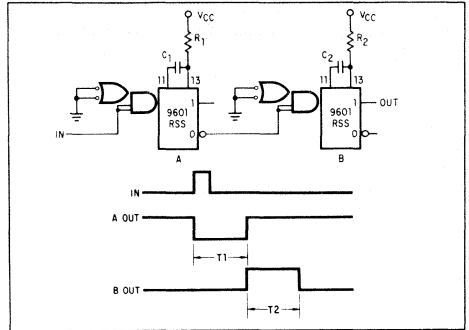 VCC VCC
R1 R2
C1 C2
11 13 11 13
1 1 OUT
9601 9601
RSS RSS
IN 0 0
A B
IN
A OUT
T1
B OUT
T2